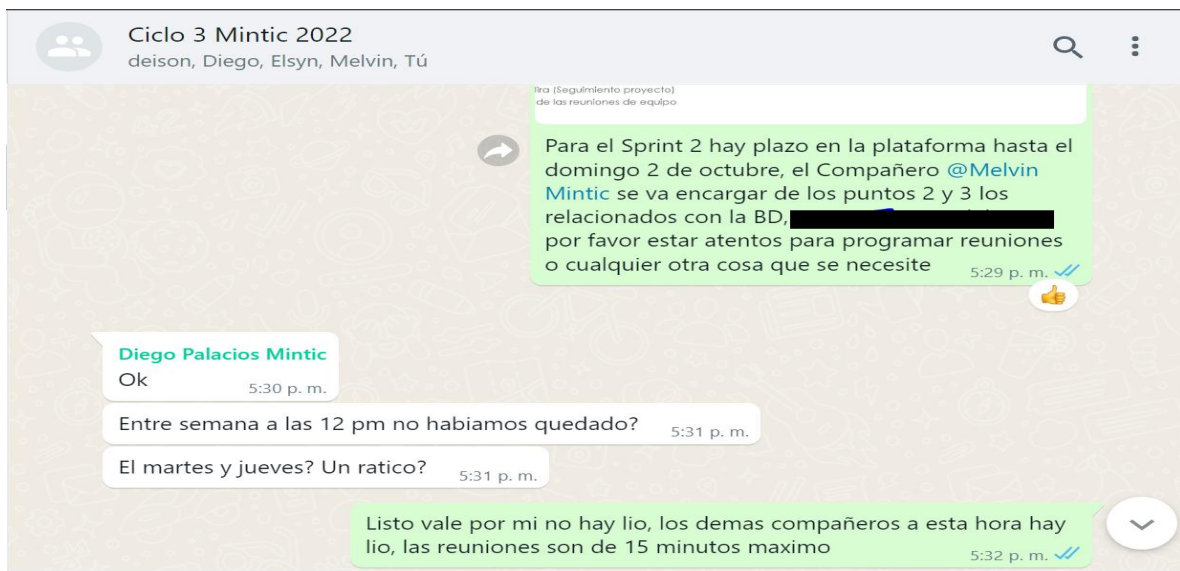 Ciclo 3 Mintic 2022
deison, Diego, Elsyn, Melvin, Tú
lira (Seguimiento proyecto)
de las reuniones de equipo
Para el Sprint 2 hay plazo en la plataforma hasta el
domingo 2 de octubre, el Compañero @Melvin
Mintic se va encargar de los puntos 2 y 3 los
relacionados con la BD,
por favor estar atentos para programar reuniones
o cualquier otra cosa que se necesite
5:29 p. m.
Diego Palacios Mintic
Ok
5:30 p. m.
Entre semana a las 12 pm no habiamos quedado?
5:31 p. m.
El martes y jueves? Un ratico?
5:31 p. m.
Listo vale por mi no hay lio, los demas compañeros a esta hora hay
lio, las reuniones son de 15 minutos maximo
5:32 p. m.